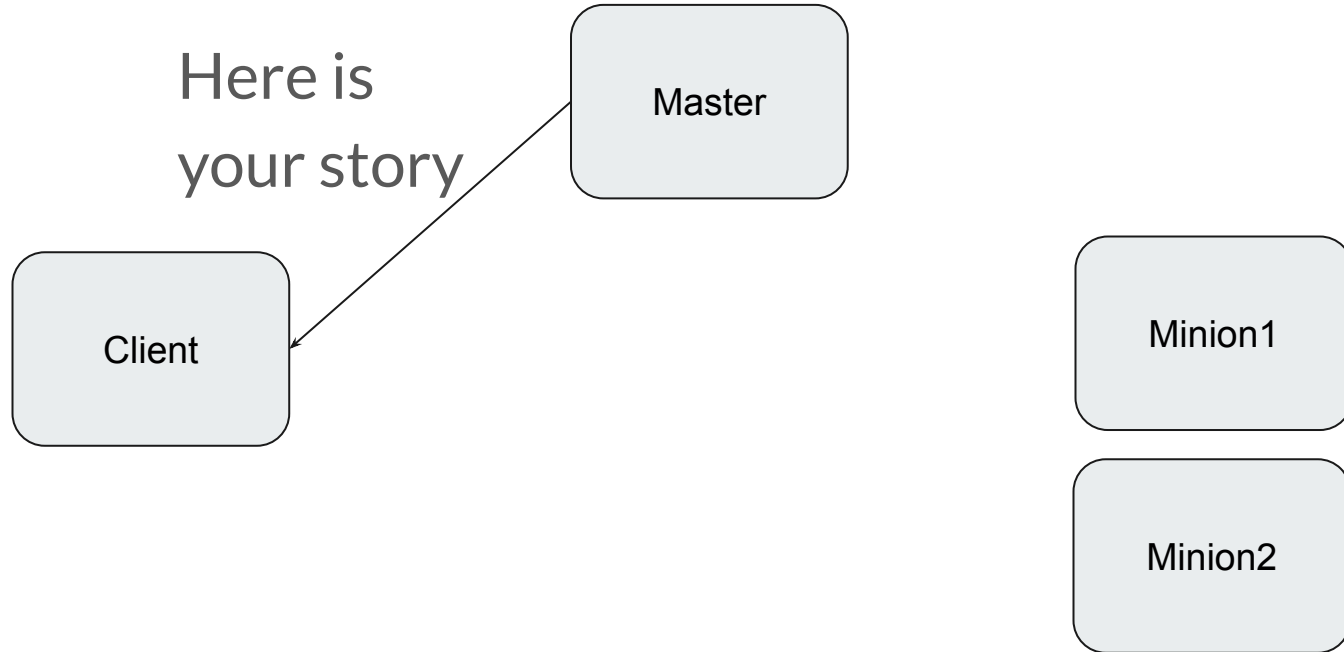 Here is
your story
Master
Client
Minion1
Minion2